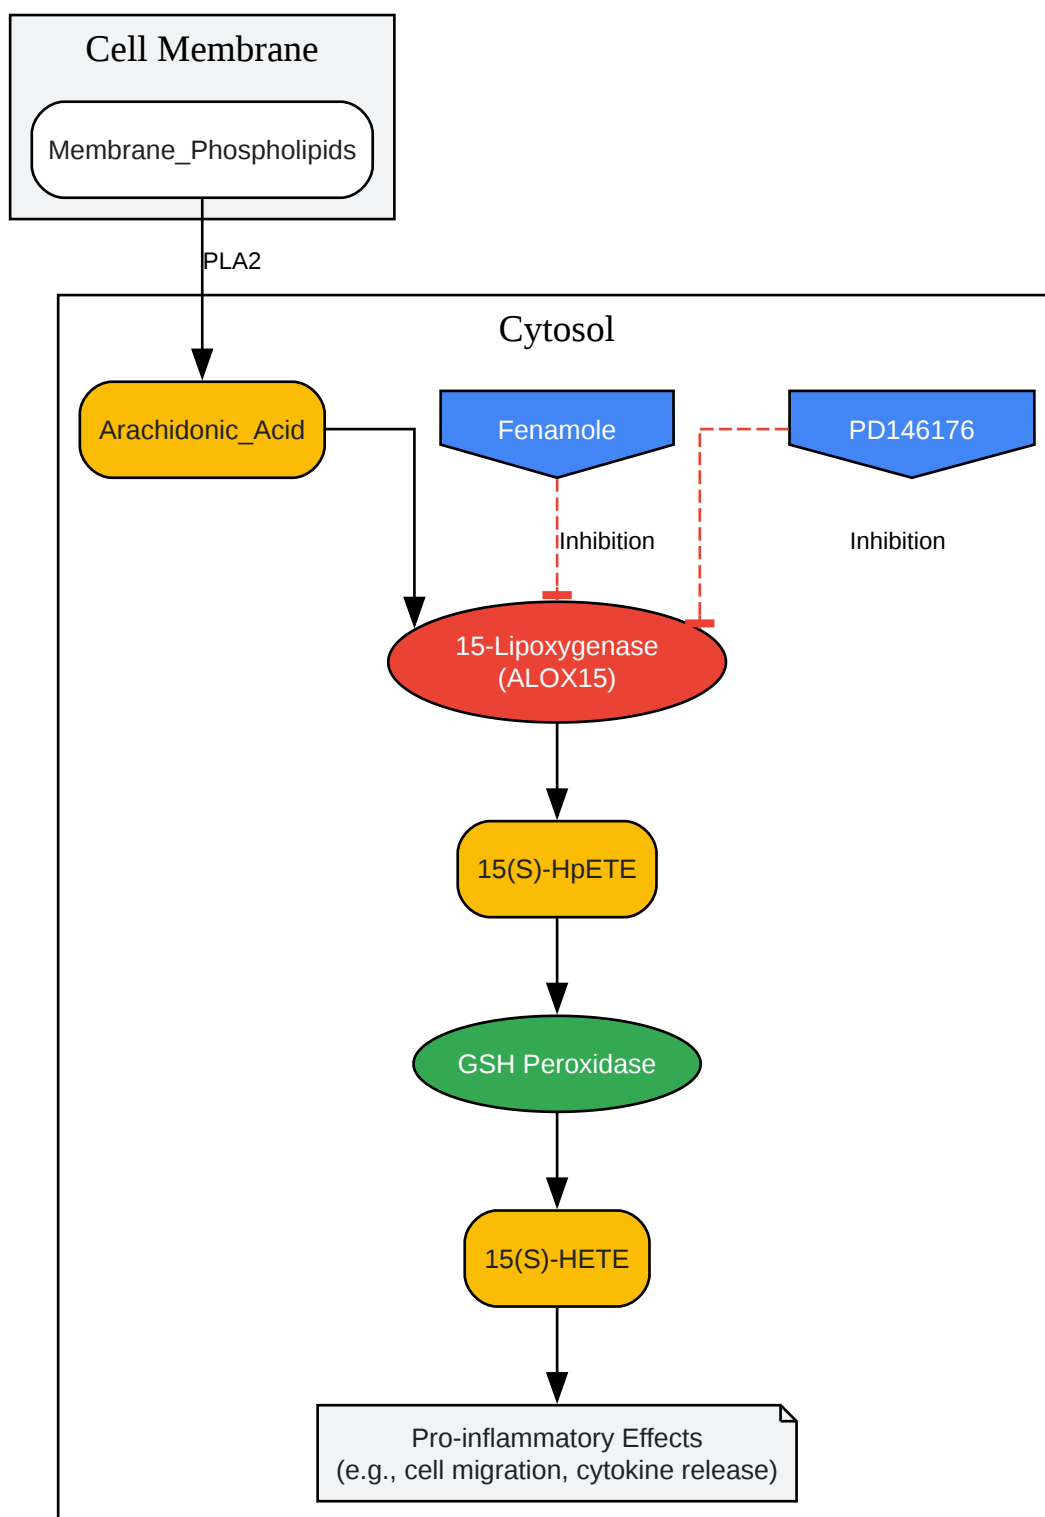 Cell Membrane
Membrane_Phospholipids
PLA2
Cytosol
Arachidonic_Acid
Fenamole
PD146176
Inhibition
Inhibition
15-Lipoxygenase
(ALOX15)
15(S)-HpETE
GSH Peroxidase
15(S)-HETE
Pro-inflammatory Effects
(e.g., cell migration, cytokine release)